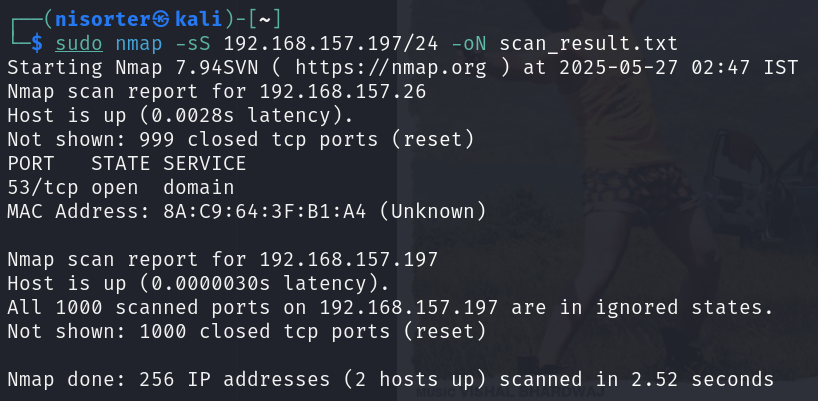 ┌──(nisorter㉿kali)-[~]
└─$ sudo nmap -sS 192.168.157.197/24 -oN scan_result.txt
Starting Nmap 7.94SVN ( https://nmap.org ) at 2025-05-27 02:47 IST
Nmap scan report for 192.168.157.26
Host is up (0.0028s latency).
Not shown: 999 closed tcp ports (reset)
PORT   STATE SERVICE
53/tcp open  domain
MAC Address: 8A:C9:64:3F:B1:A4 (Unknown)
Nmap scan report for 192.168.157.197
Host is up (0.0000030s latency).
All 1000 scanned ports on 192.168.157.197 are in ignored states.
Not shown: 1000 closed tcp ports (reset)
Nmap done: 256 IP addresses (2 hosts up) scanned in 2.52 seconds
VISHAL BHARDWAJ